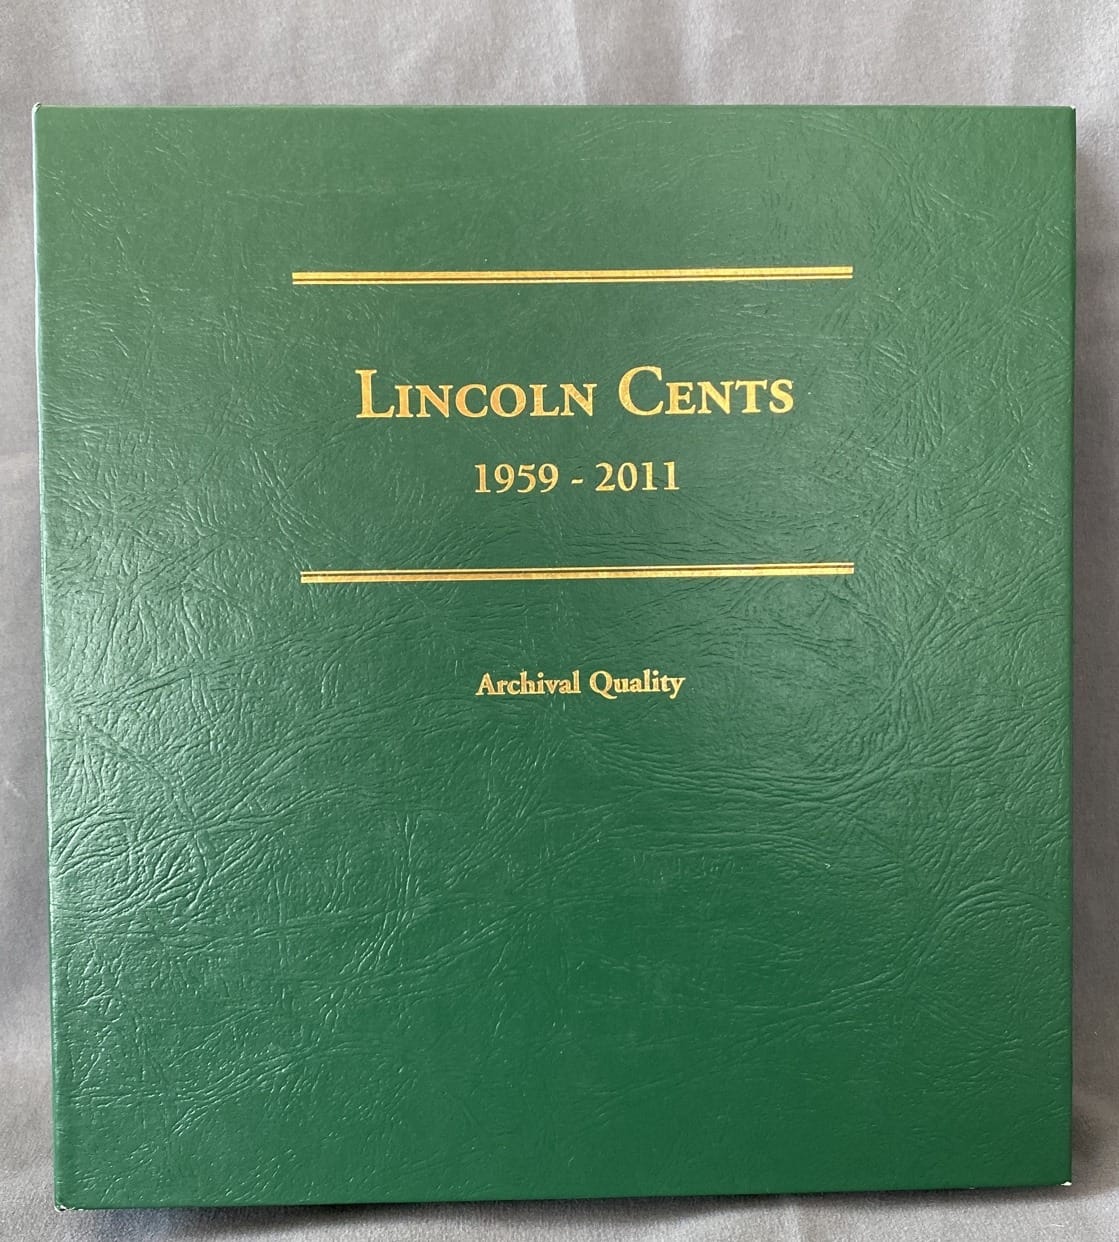 LINCOLN CENTS
1959 - 2011
Archival Quality